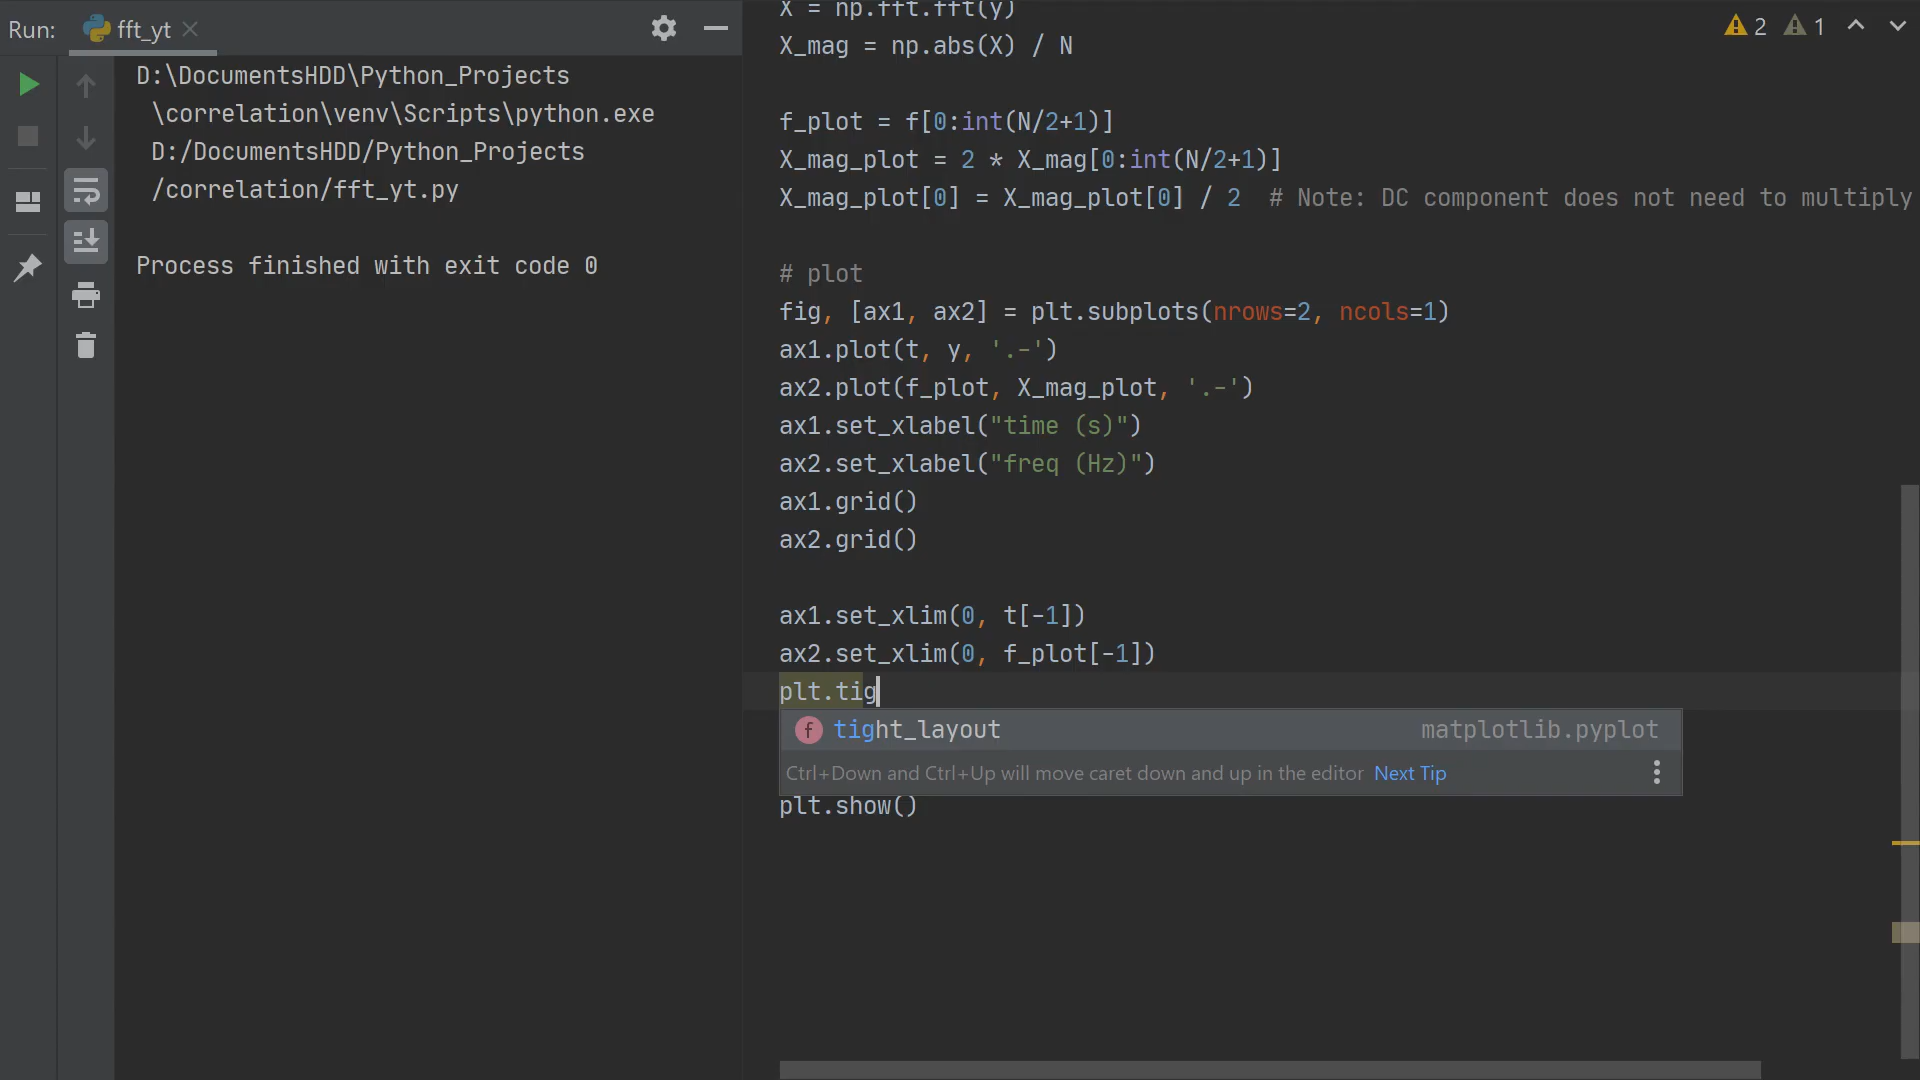 Run:
fft_yt
D:\DocumentsHDD\Python_Projects
\correlation\venv\Scripts\python.exe
D:/DocumentsHDD/Python_Projects
/correlation/fft_yt.py
Process finished with exit code 0
2
1
X = np.fft.fft(y)
X_mag = np.abs(X) / N
f_plot = f[0:int(N/2+1)]
X_mag_plot = 2 * X_mag[0:int(N/2+1)]
X_mag_plot[0] = X_mag_plot[0] / 2  # Note: DC component does not need to multiply
# plot
fig, [ax1, ax2] = plt.subplots(nrows=2, ncols=1)
ax1.plot(t, y, '.-')
ax2.plot(f_plot, X_mag_plot, '.-')
ax1.set_xlabel("time (s)")
ax2.set_xlabel("freq (Hz)")
ax1.grid()
ax2.grid()
ax1.set_xlim(0, t[-1])
ax2.set_xlim(0, f_plot[-1])
plt.tig
f tight_layout matplotlib.pyplot
Ctrl+Down and Ctrl+Up will move caret down and up in the editor Next Tip
plt.show()